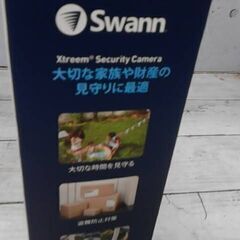 Swann
Xtreem® Security Camera
大切な家族や財産の
見守りに最適
大切な時間を見守る
盗難防止対策